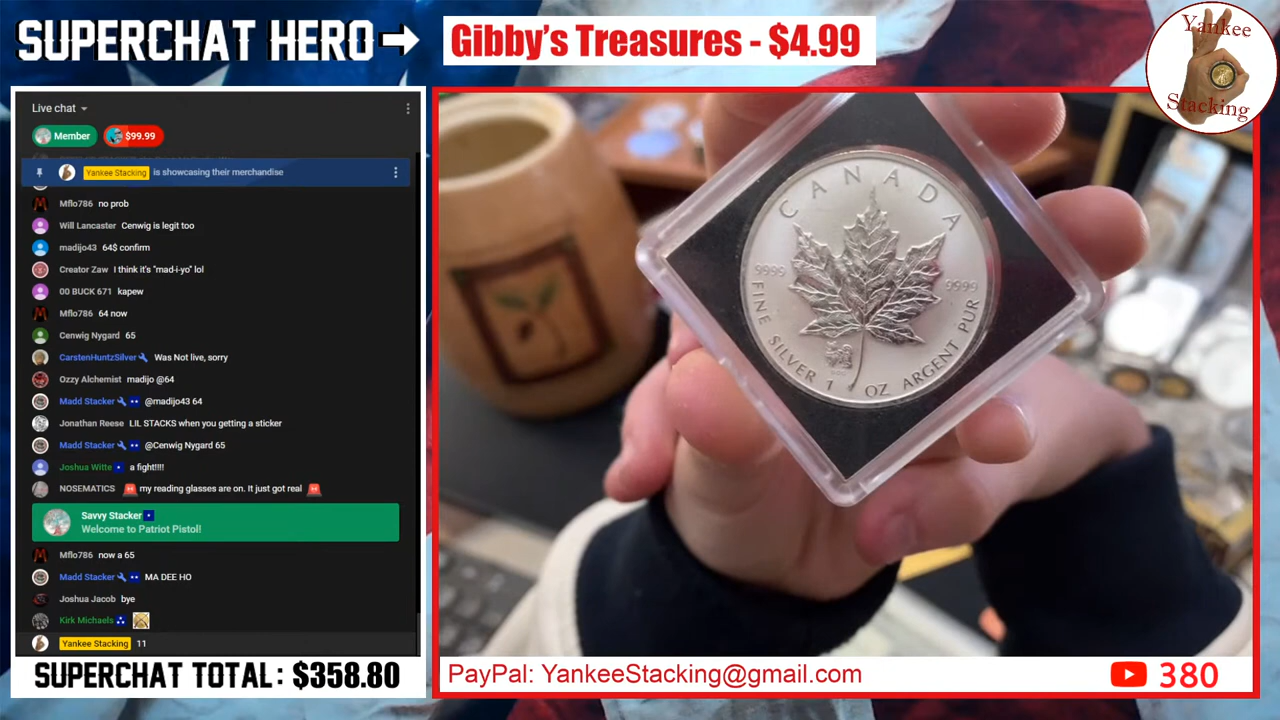 SUPERCHAT HERO
Gibby's Treasures - $4.99
Yankee
Stacking
Live chat
Member
$99.99
Yankee Stacking is showcasing their merchandise
Mflo786 no prob
Will Lancaster Cenwig is legit too
madijo43 64$ confirm
Creator Zaw I think it's "mad-i-yo" lol
00 BUCK 671 kapew
Mflo786 64 now
Cenwig Nygard 65
CarstenHuntzSilver Was Not live, sorry
Ozzy Alchemist madijo @64
Madd Stacker @madijo43 64
Jonathan Reese LIL STACKS when you getting a sticker
Madd Stacker @Cenwig Nygard 65
Joshua Witte a fight!!!!
NOSEMATICS my reading glasses are on. It just got real
Savvy Stacker
Welcome to Patriot Pistol!
Mflo786 now a 65
Madd Stacker MA DEE HO
Joshua Jacob bye
Kirk Michaels
Yankee Stacking 11
SUPERCHAT TOTAL: $358.80
CANADA
9999
9999
FINE SILVER 1 OZ ARGENT PUR
PayPal: YankeeStacking@gmail.com
380